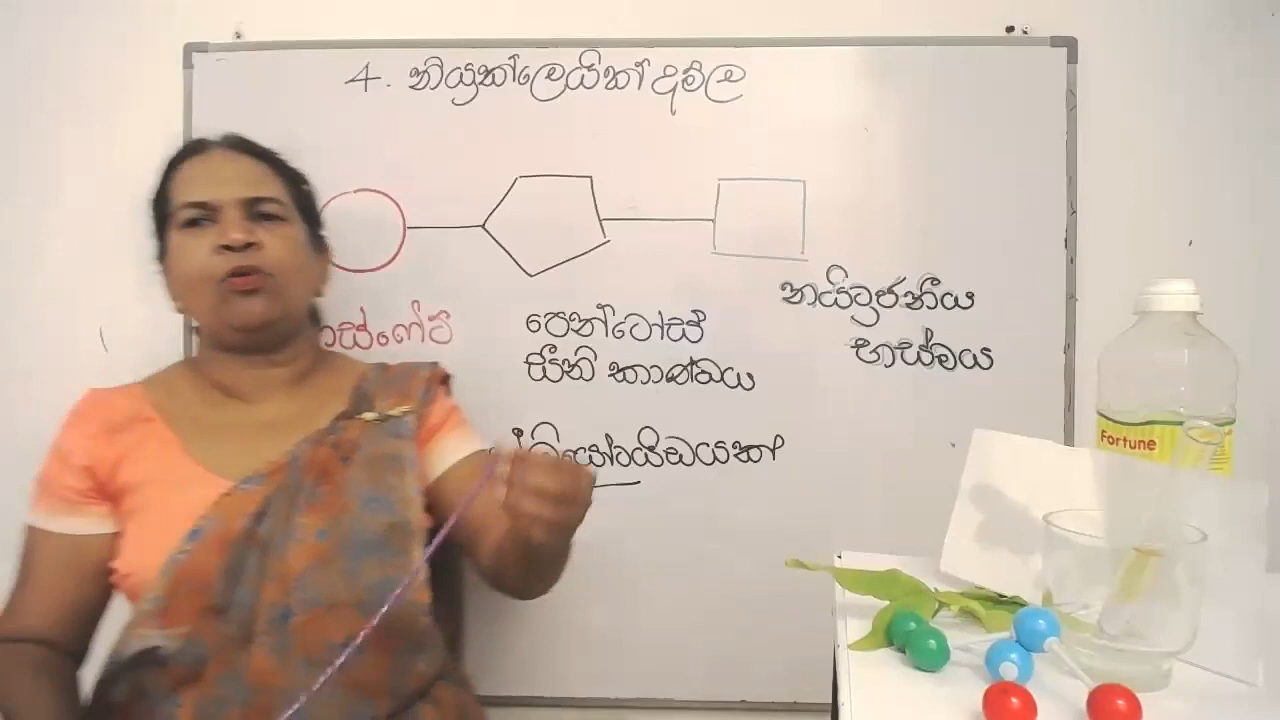 4. නියුක්ලෙයික් අම්ල
පෙන්ටෝස්
සීනි කාණ්ඩය
නයිට්‍රජනීය
භාස්මය
Fortune